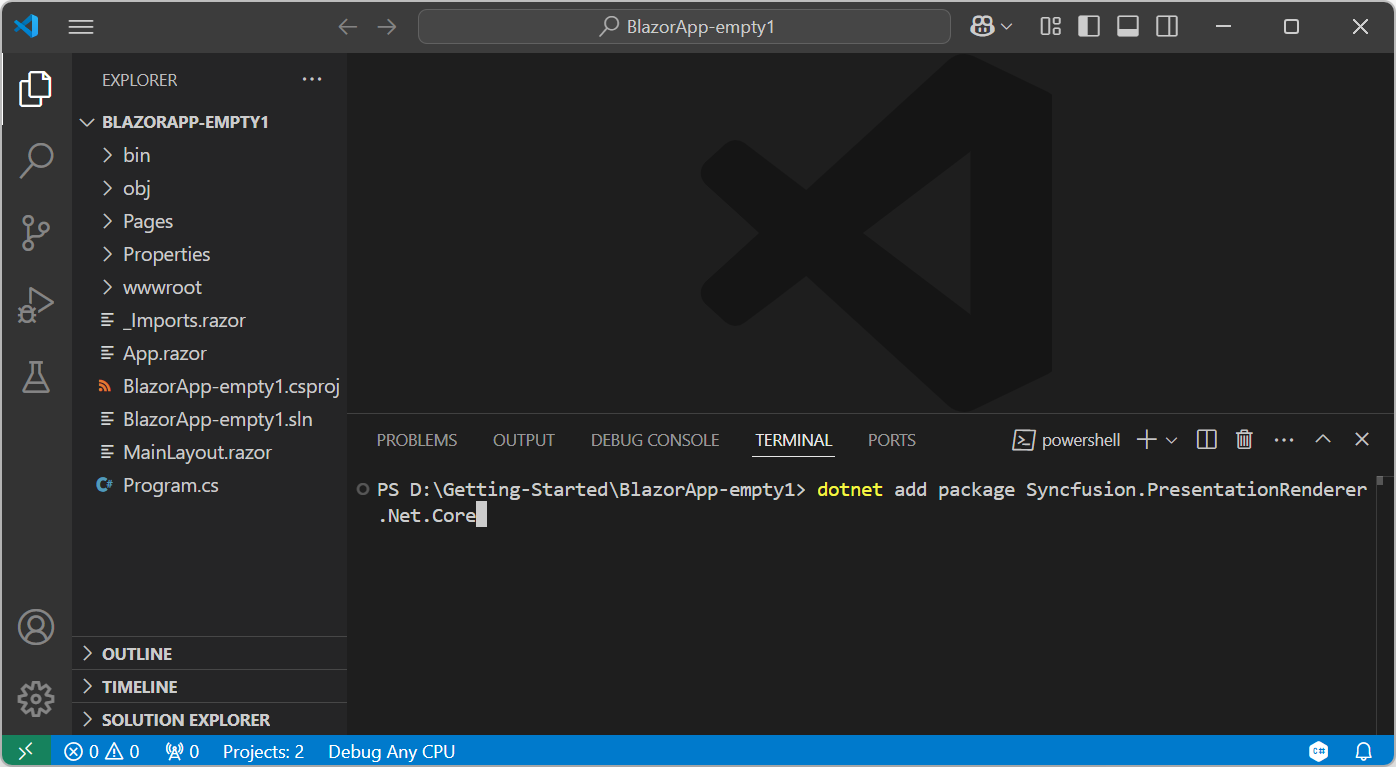 BlazorApp-empty1
EXPLORER
BLAZORAPP-EMPTY1
bin
obj
Pages
Properties
wwwroot
_Imports.razor
App.razor
BlazorApp-empty1.csproj
BlazorApp-empty1.sln
MainLayout.razor
C# Program.cs
OUTLINE
TIMELINE
SOLUTION EXPLORER
PROBLEMS OUTPUT DEBUG CONSOLE TERMINAL PORTS powershell
PS D:\Getting-Started\BlazorApp-empty1> dotnet add package Syncfusion.PresentationRenderer
.Net.Core
0 0 0 Projects: 2 Debug Any CPU C#